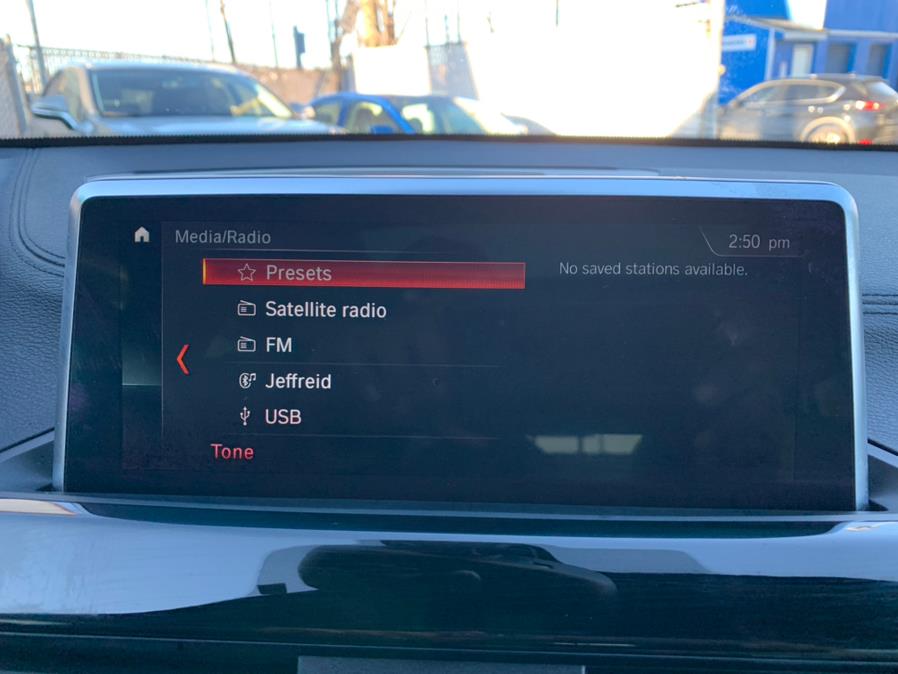 Media/Radio
2:50 pm
Presets
No saved stations available.
Satellite radio
FM
Jeffreid
USB
Tone